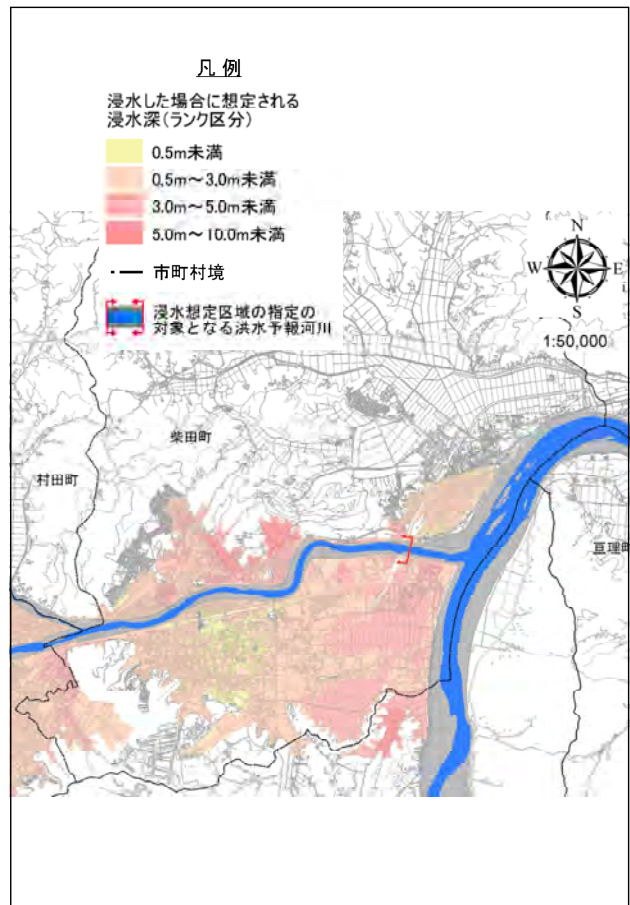 凡 例
浸水した場合に想定される
浸水深(ランク区分)
0.5m未満
0.5m～3.0m未満
3.0m～5.0m未満
5.0m～10.0m未満
市町村境
浸水想定区域の指定の
対象となる洪水予報河川
N
W
E
S
1:50,000
柴田町
村田町
亘理町